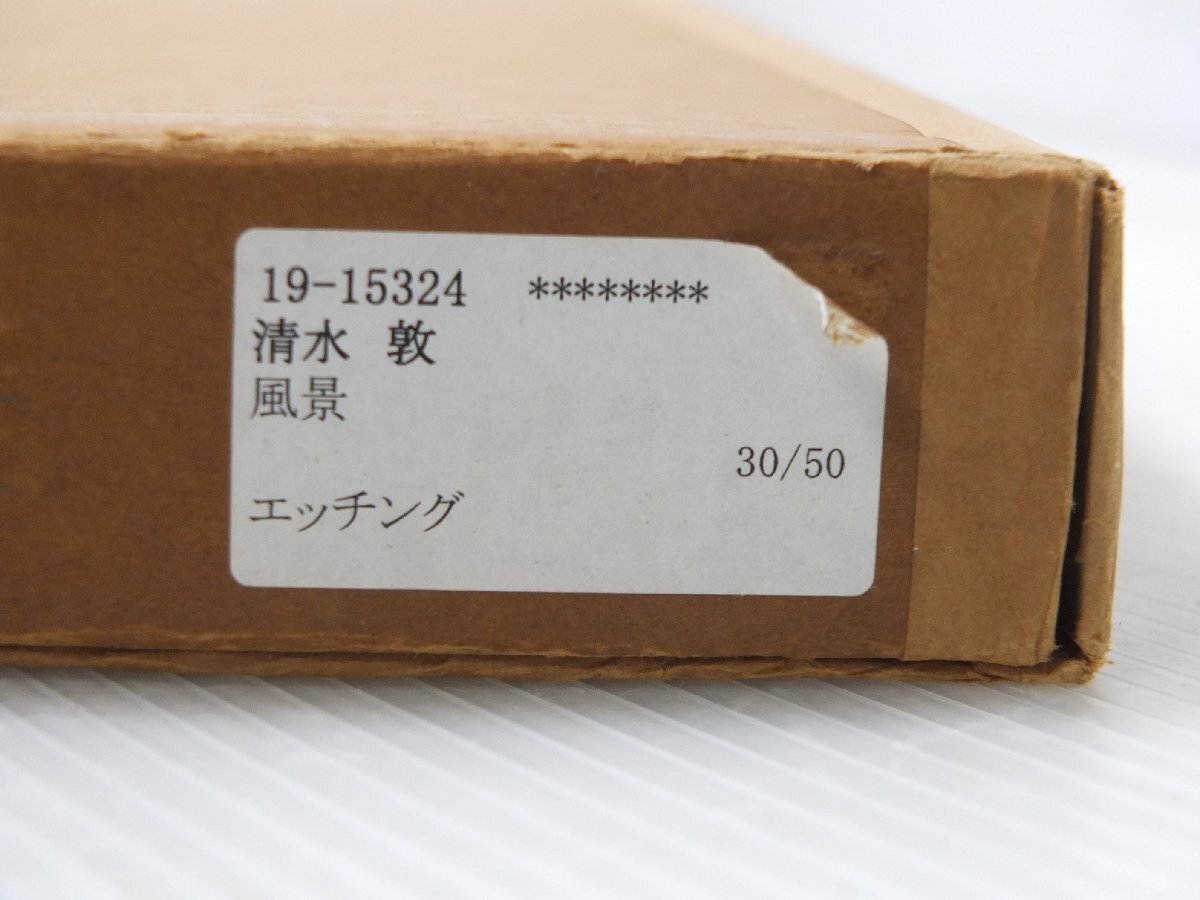 19-15324 ********
清水 敦
風景
30/50
エッチング